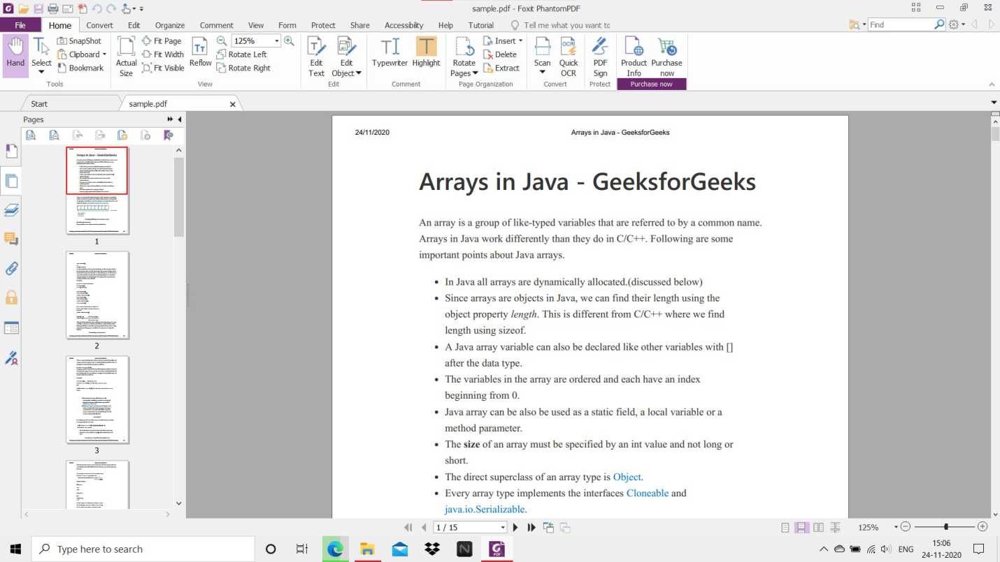 sample.pdf - Foxit PhantomPDF
File Home Convert Edit Organize Comment View Form Protect Share Accessibility Help Tutorial Tell me what you want to Find
Hand
Select
SnapShot
Clipboard
Bookmark
Tools
Actual Size
Fit Page
Fit Width
Fit Visible
Reflow
125%
Rotate Left
Rotate Right
View
Edit Text
Edit Object
Edit
Typewriter
Highlight
Comment
Rotate Pages
Insert
Delete
Extract
Page Organization
Scan
Quick OCR
Convert
PDF Sign
Protect
Product Info
Purchase now
Purchase now
Start
sample.pdf
Pages
1
2
3
24/11/2020 Arrays in Java - GeeksforGeeks
Arrays in Java - GeeksforGeeks
An array is a group of like-typed variables that are referred to by a common name.
Arrays in Java work differently than they do in C/C++. Following are some
important points about Java arrays.
• In Java all arrays are dynamically allocated.(discussed below)
• Since arrays are objects in Java, we can find their length using the
object property length. This is different from C/C++ where we find
length using sizeof.
• A Java array variable can also be declared like other variables with []
after the data type.
• The variables in the array are ordered and each have an index
beginning from 0.
• Java array can be also be used as a static field, a local variable or a
method parameter.
• The size of an array must be specified by an int value and not long or
short.
• The direct superclass of an array type is Object.
• Every array type implements the interfaces Cloneable and
java.io.Serializable.
1 / 15
125%
Type here to search
ENG
15:06
24-11-2020